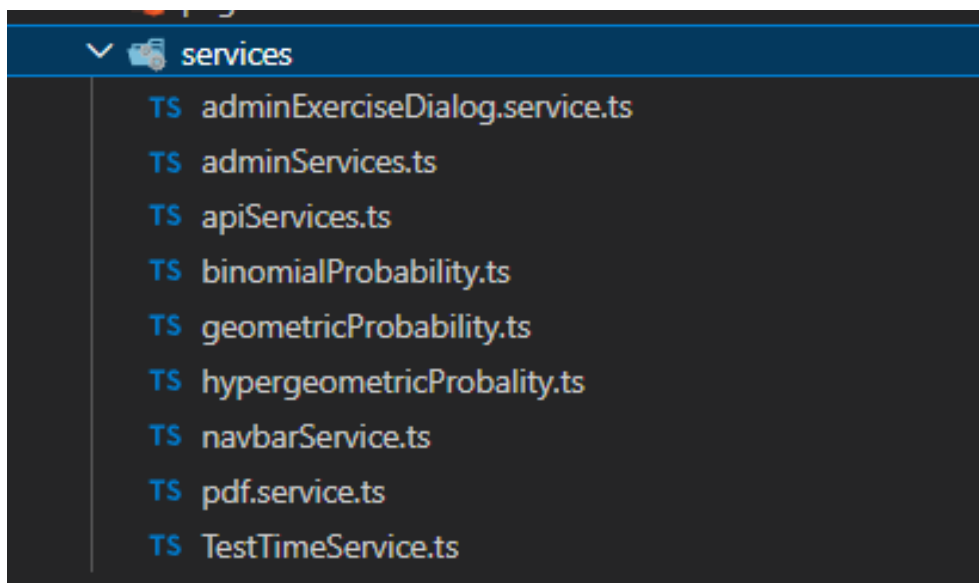 services
TS adminExerciseDialog.service.ts
TS adminServices.ts
TS apiServices.ts
TS binomialProbability.ts
TS geometricProbability.ts
TS hypergeometricProbality.ts
TS navbarService.ts
TS pdf.service.ts
TS TestTimeService.ts